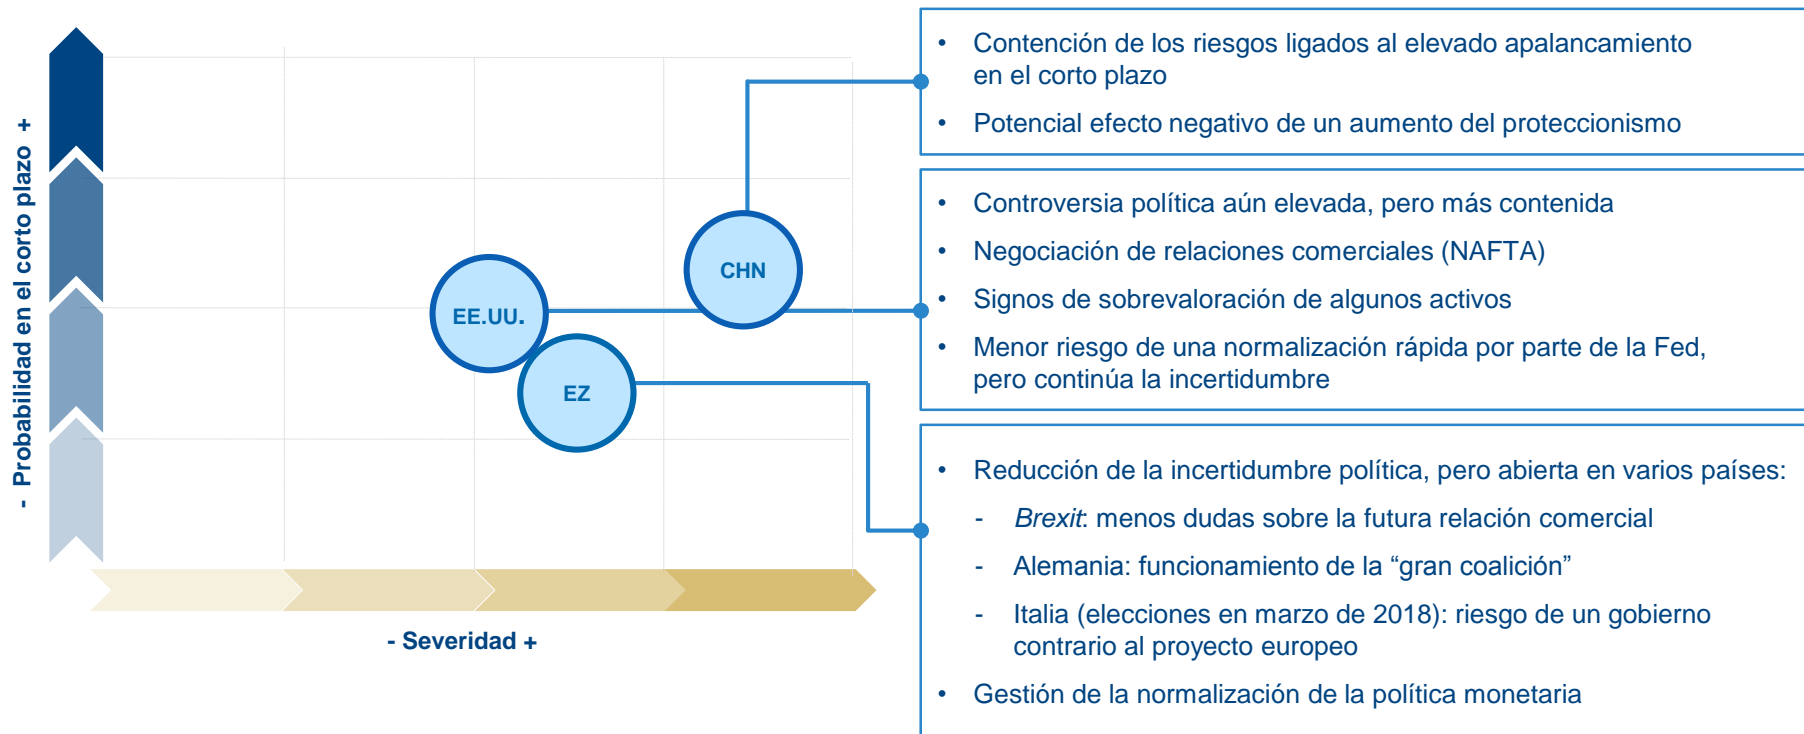 - Probabilidad en el corto plazo +
- Severidad +
EE.UU.
EZ
CHN
• Contención de los riesgos ligados al elevado apalancamiento
en el corto plazo
• Potencial efecto negativo de un aumento del proteccionismo
• Controversia política aún elevada, pero más contenida
• Negociación de relaciones comerciales (NAFTA)
• Signos de sobrevaloración de algunos activos
• Menor riesgo de una normalización rápida por parte de la Fed,
pero continúa la incertidumbre
• Reducción de la incertidumbre política, pero abierta en varios países:
- Brexit: menos dudas sobre la futura relación comercial
- Alemania: funcionamiento de la “gran coalición”
- Italia (elecciones en marzo de 2018): riesgo de un gobierno
contrario al proyecto europeo
• Gestión de la normalización de la política monetaria